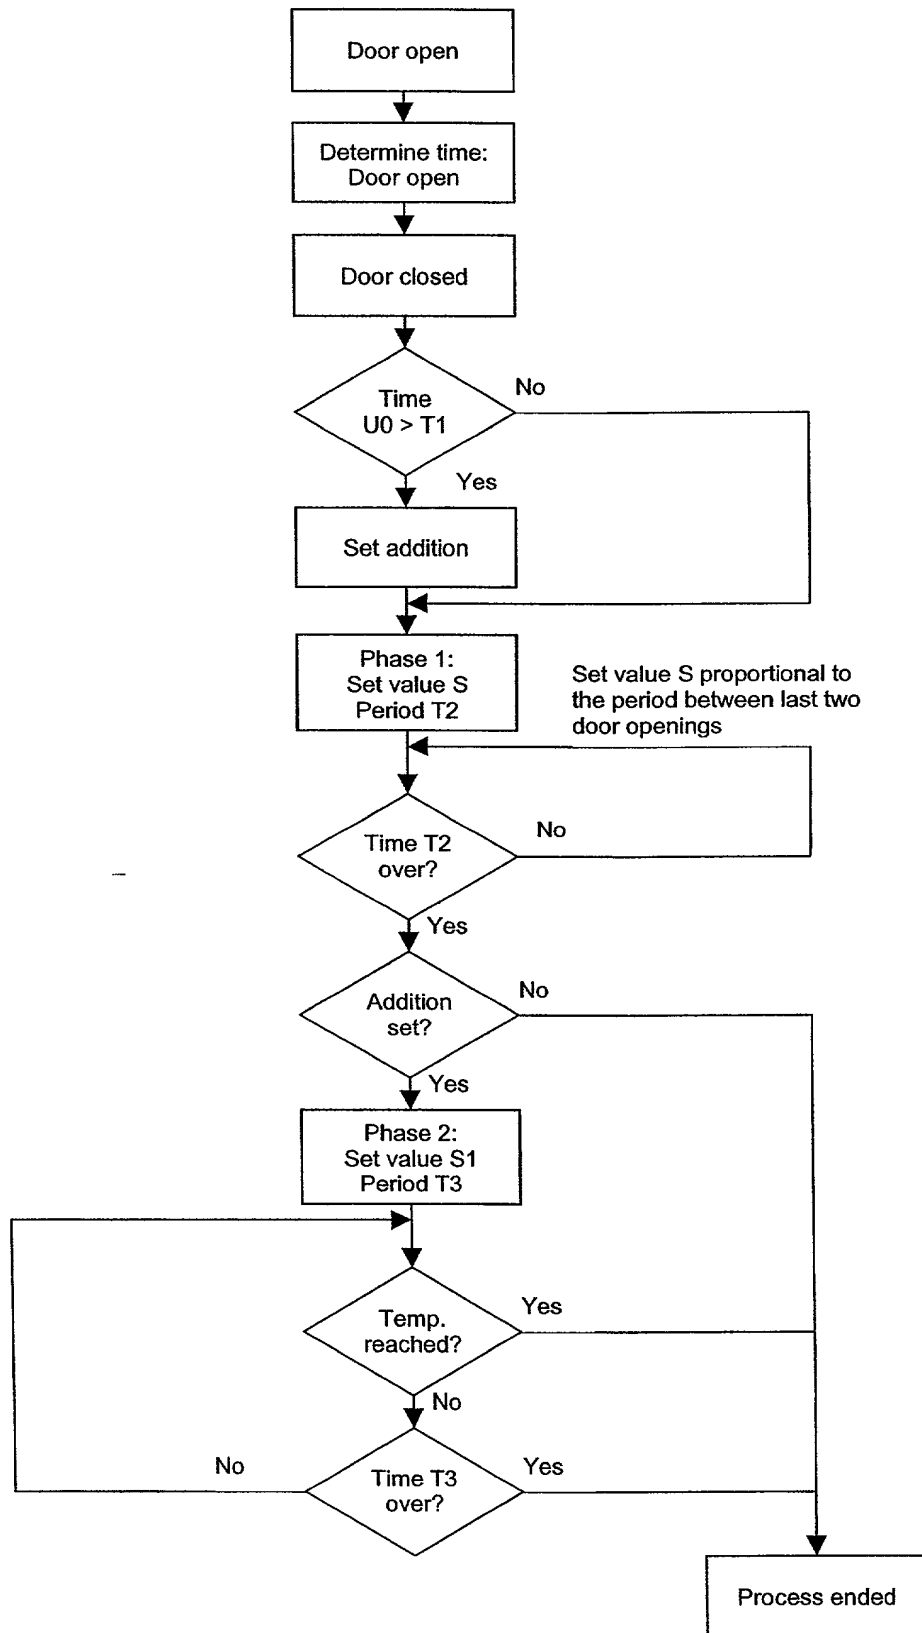 Door open
Determine time:
Door open
Door closed
Time
U0 > T1
No
Yes
Set addition
Phase 1:
Set value S
Period T2
Set value S proportional to
the period between last two
door openings
Time T2
over?
No
Yes
Addition
set?
No
Yes
Phase 2:
Set value S1
Period T3
Temp.
reached?
Yes
No
Time T3
over?
No
Yes
Process ended